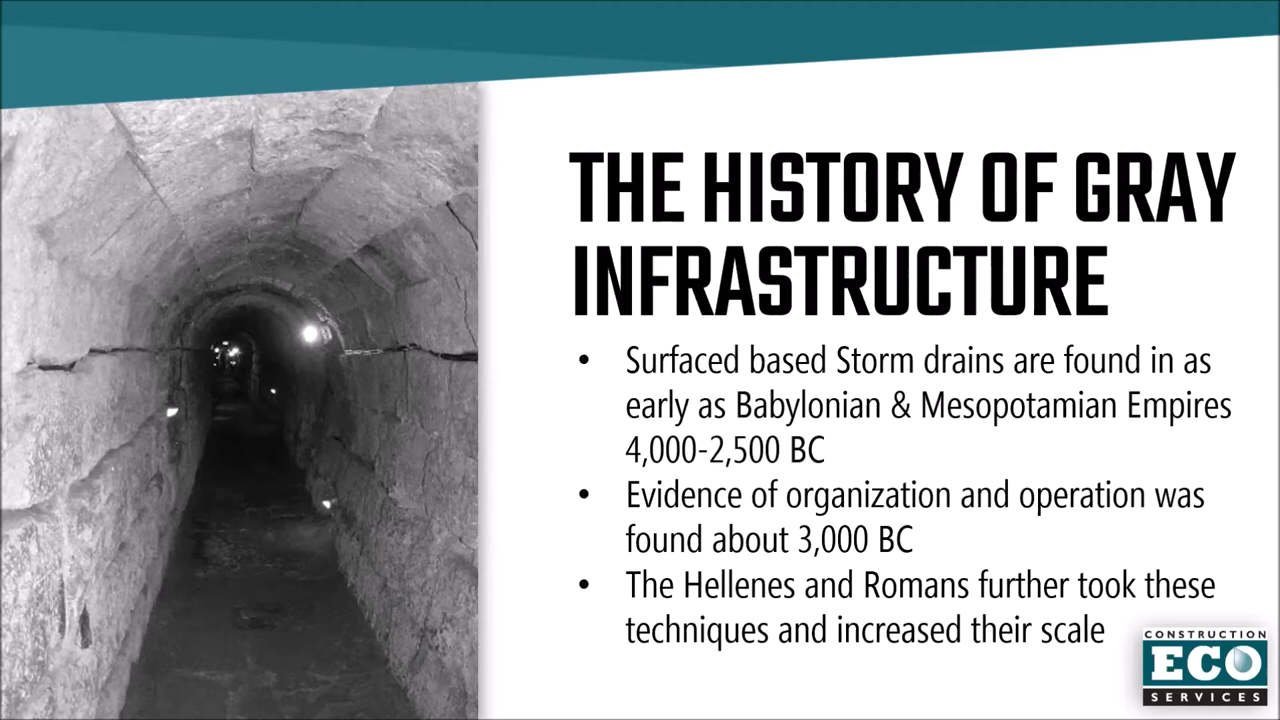 THE HISTORY OF GRAY
INFRASTRUCTURE
• Surfaced based Storm drains are found in as
early as Babylonian & Mesopotamian Empires
4,000-2,500 BC
• Evidence of organization and operation was
found about 3,000 BC
• The Hellenes and Romans further took these
techniques and increased their scale
CONSTRUCTION
ECO
SERVICES